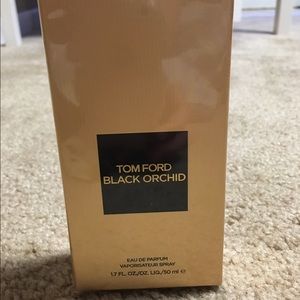 TOM FORD
BLACK ORCHID
EAU DE PARFUM
VAPORISATEUR SPRAY
1.7 FL. OZ./OZ. LIQ./50 ml ℮